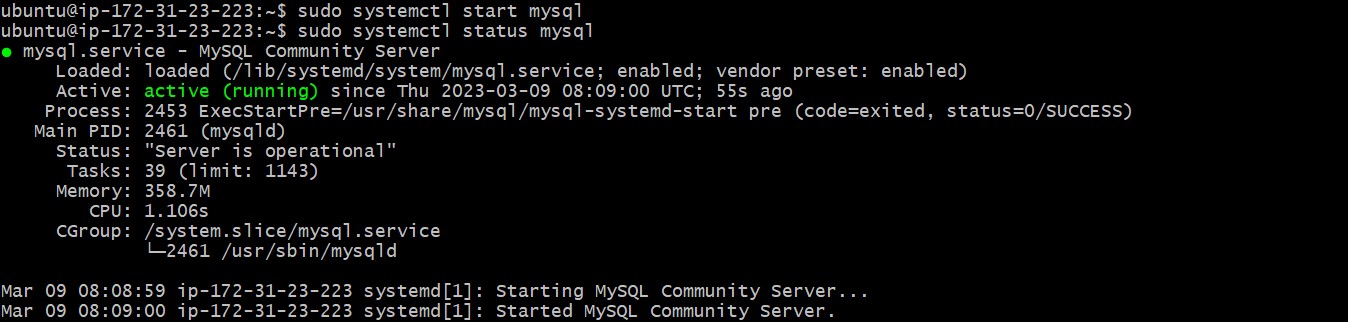 ubuntu@ip-172-31-23-223:~$ sudo systemctl start mysql
ubuntu@ip-172-31-23-223:~$ sudo systemctl status mysql
● mysql.service - MySQL Community Server
     Loaded: loaded (/lib/systemd/system/mysql.service; enabled; vendor preset: enabled)
     Active: active (running) since Thu 2023-03-09 08:09:00 UTC; 55s ago
    Process: 2453 ExecStartPre=/usr/share/mysql/mysql-systemd-start pre (code=exited, status=0/SUCCESS)
   Main PID: 2461 (mysqld)
     Status: "Server is operational"
      Tasks: 39 (limit: 1143)
     Memory: 358.7M
        CPU: 1.106s
     CGroup: /system.slice/mysql.service
             └─2461 /usr/sbin/mysqld

Mar 09 08:08:59 ip-172-31-23-223 systemd[1]: Starting MySQL Community Server...
Mar 09 08:09:00 ip-172-31-23-223 systemd[1]: Started MySQL Community Server.